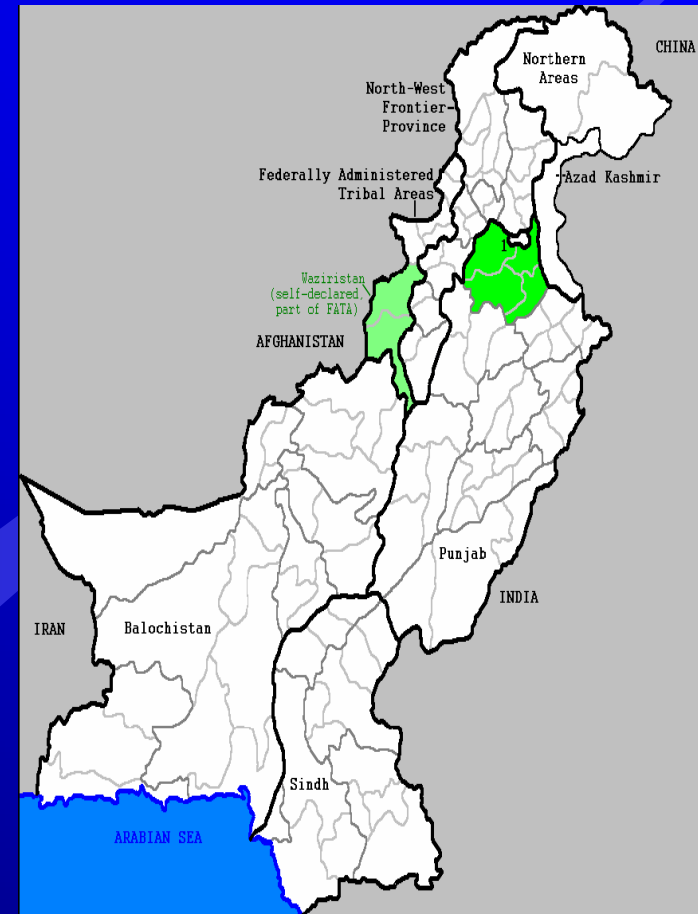 CHINA
Northern
Areas
North-West
Frontier
Province
Federally Administered
Tribal Areas
Azad Kashmir
1
Waziristan
(self-declared,
part of FATA)
AFGHANISTAN
Punjab
INDIA
IRAN
Balochistan
Sindh
ARABIAN SEA